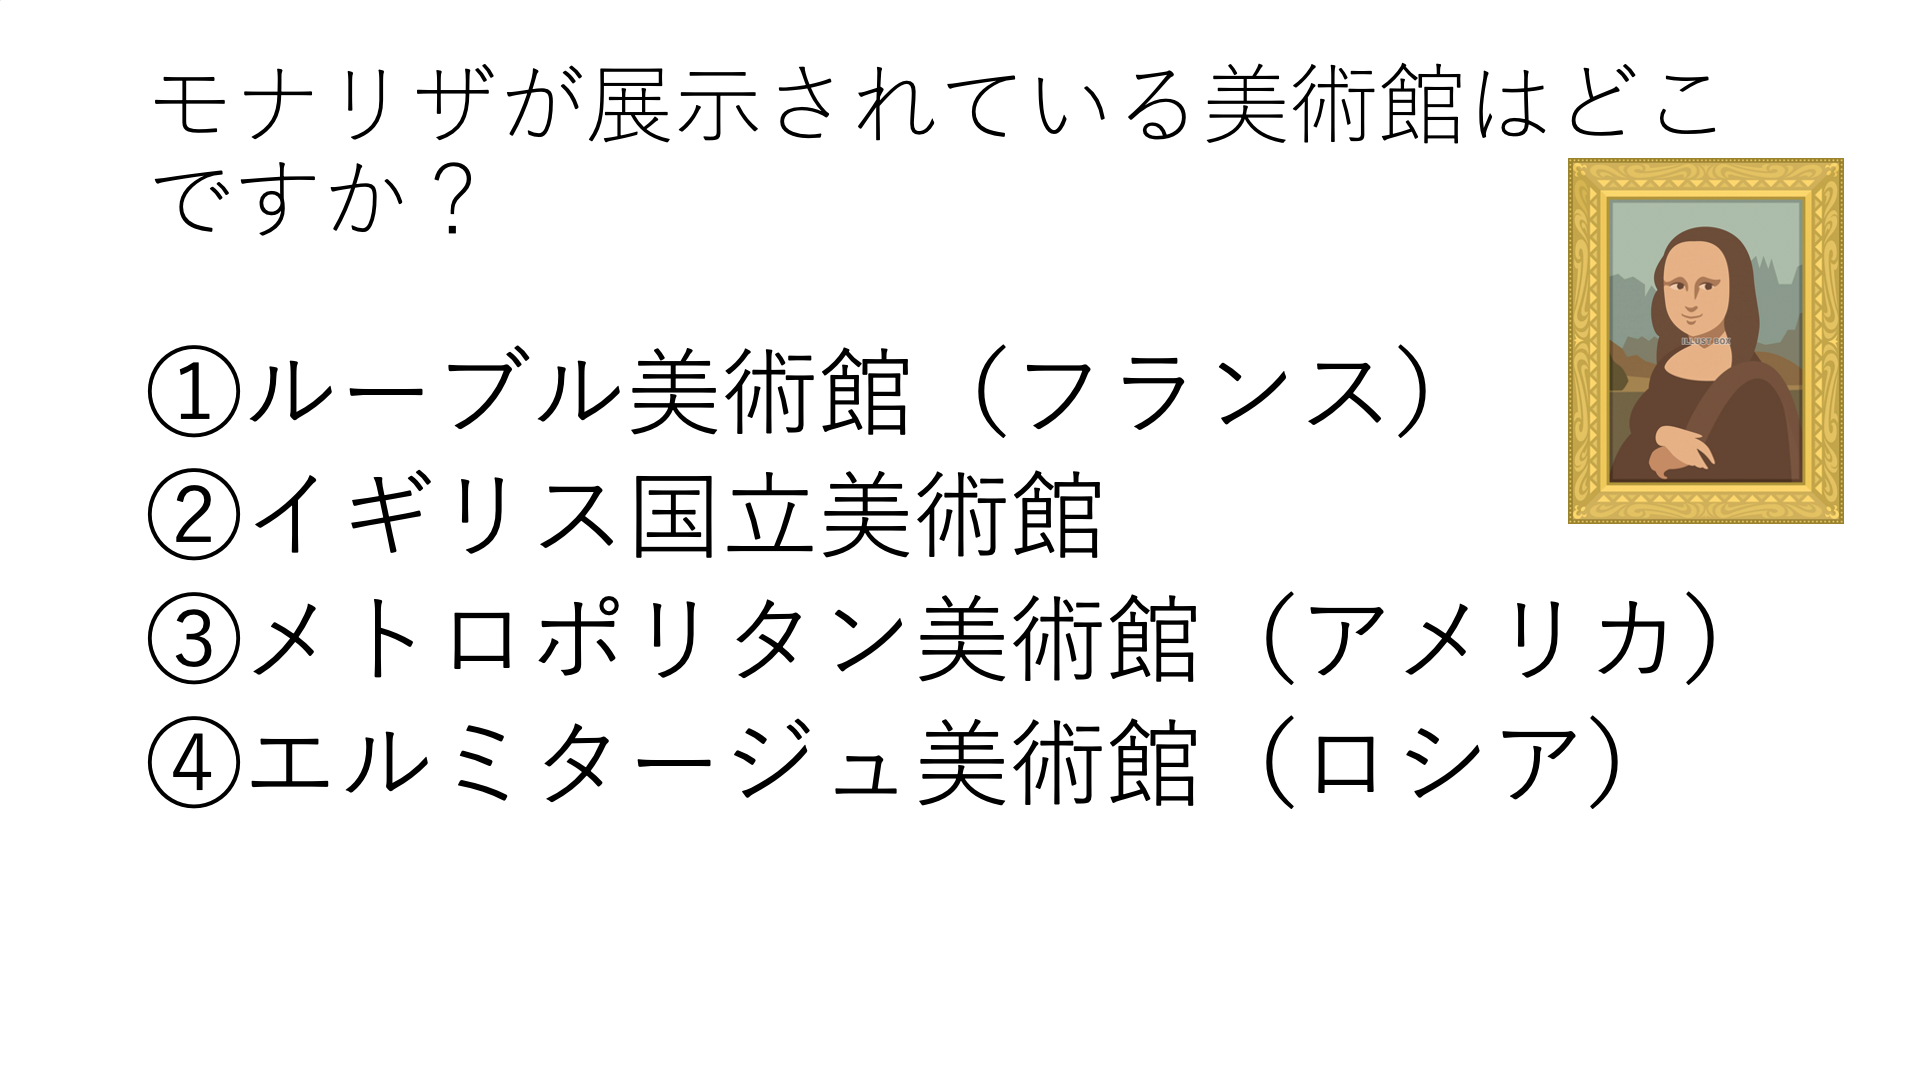 モナリザが展示されている美術館はどこ
ですか？
①ルーブル美術館（フランス）
②イギリス国立美術館
③メトロポリタン美術館（アメリカ）
④エルミタージュ美術館（ロシア）
ILLUST BOX